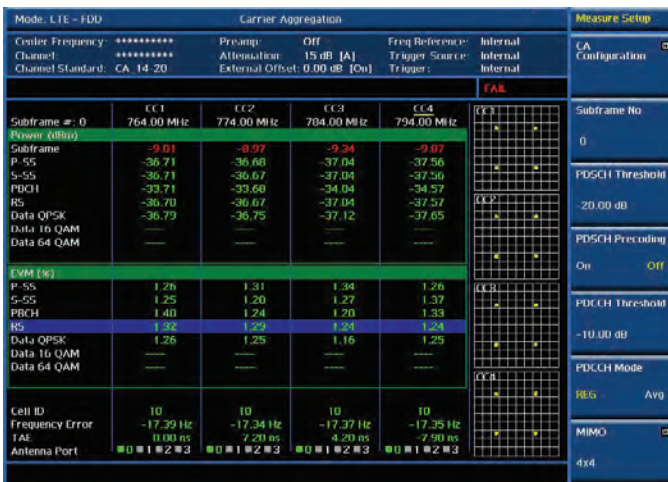 Mode: LTE - FDD Carrier Aggregation Measure Setup
Center Frequency: ********** Preamp: Off Freq Reference: Internal
Channel: ********** Attenuation: 15 dB [A] Trigger Source: Internal
Channel Standard: CA_14-20 External Offset: 0.00 dB [On] Trigger: Internal
CA Configuration
FAIL
CC1 CC2 CC3 CC4
Subframe #: 0 764.00 MHz 774.00 MHz 784.00 MHz 794.00 MHz
Power (dBm)
Subframe -9.01 -8.97 -9.34 -9.87
P-SS -36.71 -36.68 -37.04 -37.56
S-SS -36.71 -36.67 -37.04 -37.56
PBCH -33.71 -33.68 -34.04 -34.57
RS -36.70 -36.67 -37.04 -37.57
Data QPSK -36.79 -36.75 -37.12 -37.65
Data 16 QAM ---- ---- ---- ----
Data 64 QAM ---- ---- ---- ----
EVM (%)
P-SS 1.26 1.31 1.34 1.26
S-SS 1.25 1.20 1.27 1.37
PBCH 1.40 1.24 1.20 1.33
RS 1.32 1.29 1.24 1.24
Data QPSK 1.26 1.25 1.16 1.25
Data 16 QAM ---- ---- ---- ----
Data 64 QAM ---- ---- ---- ----
Cell ID 10 10 10 10
Frequency Error -17.39 Hz -17.34 Hz -17.37 Hz -17.35 Hz
TAE 0.00 ns 7.20 ns 4.20 ns -7.90 ns
Antenna Port 0 1 2 3 0 1 2 3 0 1 2 3 0 1 2 3
CC1
CC2
CC3
CC4
Subframe No
0
PDSCH Threshold
-20.00 dB
PDSCH Precoding
On Off
PDCCH Threshold
-10.00 dB
PDCCH Mode
REG Avg
MIMO
4x4